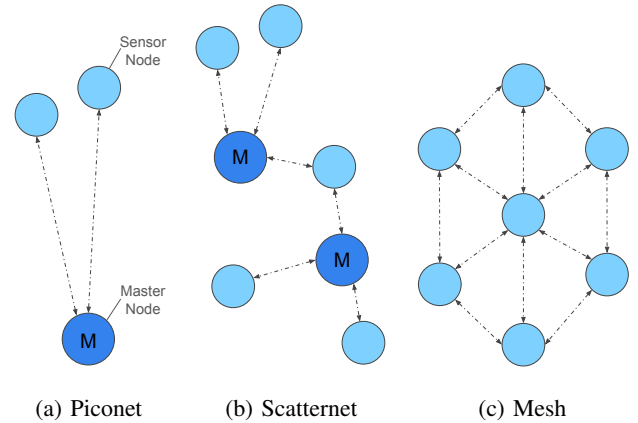 Sensor
Node
Master
Node
M
M
M
(a) Piconet
(b) Scatternet
(c) Mesh